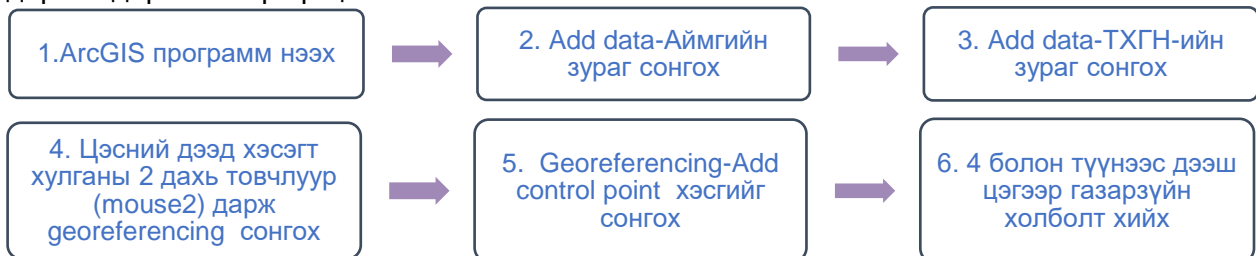 1.ArcGIS программ нээх
2. Add data-Аймгийн
зураг сонгох
3. Add data-ТХГН-ийн
зураг сонгох
4. Цэсний дээд хэсэгт
хулганы 2 дахь товчлуур
(mouse2) дарж
georeferencing сонгох
5. Georeferencing-Add
control point хэсгийг
сонгох
6. 4 болон түүнээс дээш
цэгээр газарзүйн
холболт хийх